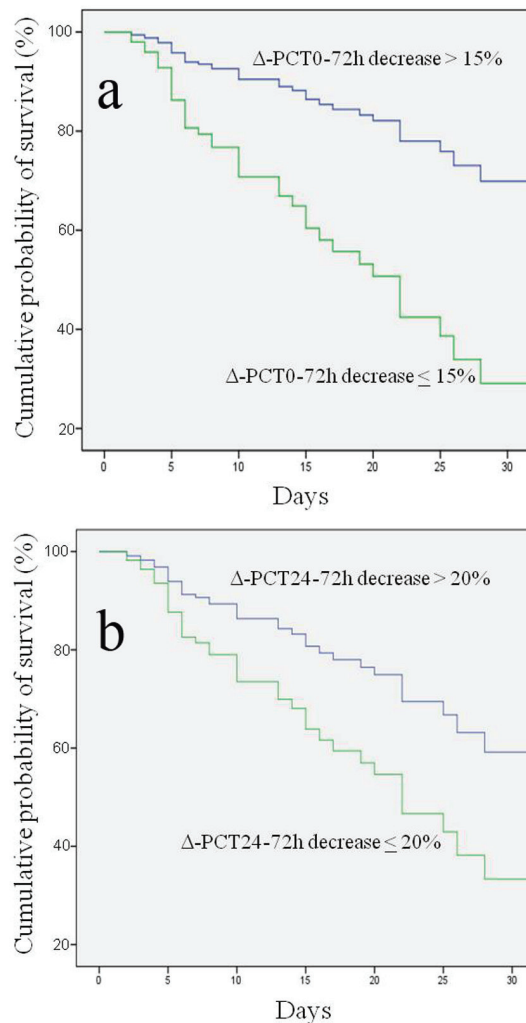 100
80
60
40
20
Cumulative probability of survival (%)
a
Δ-PCT0-72h decrease > 15%
Δ-PCT0-72h decrease ≤ 15%
0 5 10 15 20 25 30
Days
100
80
60
40
20
Cumulative probability of survival (%)
b
Δ-PCT24-72h decrease > 20%
Δ-PCT24-72h decrease ≤ 20%
0 5 10 15 20 25 30
Days